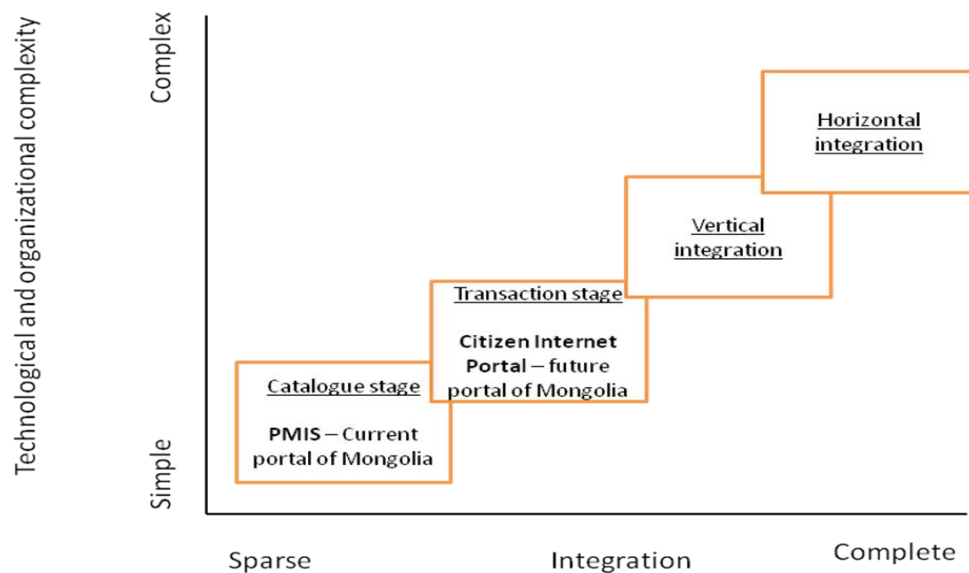 Technological and organizational complexity
Complex
Simple
Horizontal
integration
Vertical
integration
Transaction stage
Citizen Internet
Portal – future
portal of Mongolia
Catalogue stage
PMIS – Current
portal of Mongolia
Sparse
Integration
Complete